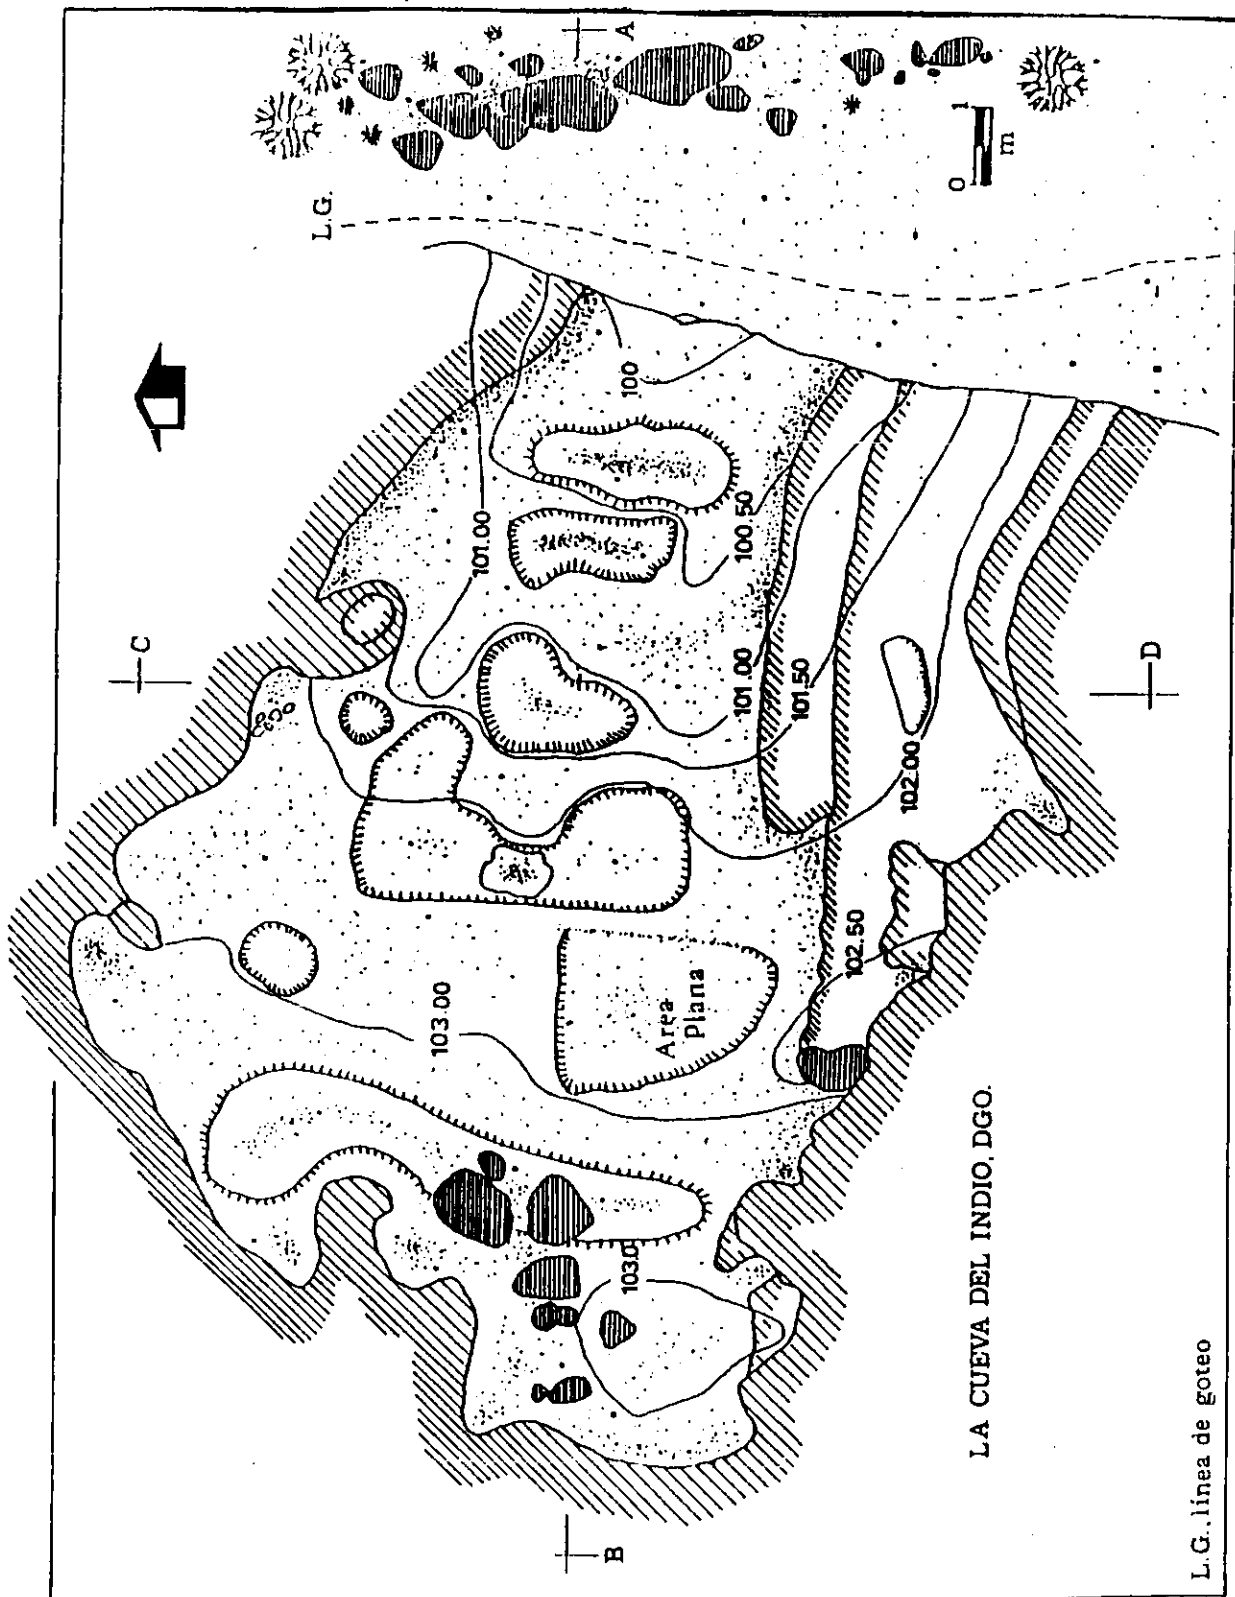 A
L.G.
0 1
m
C
100
101.00
100.50
101.00
101.50
102.00
D
102.50
103.00
Area
Plana
103.0
B
LA CUEVA DEL INDIO, DGO.
L.G., línea de goteo